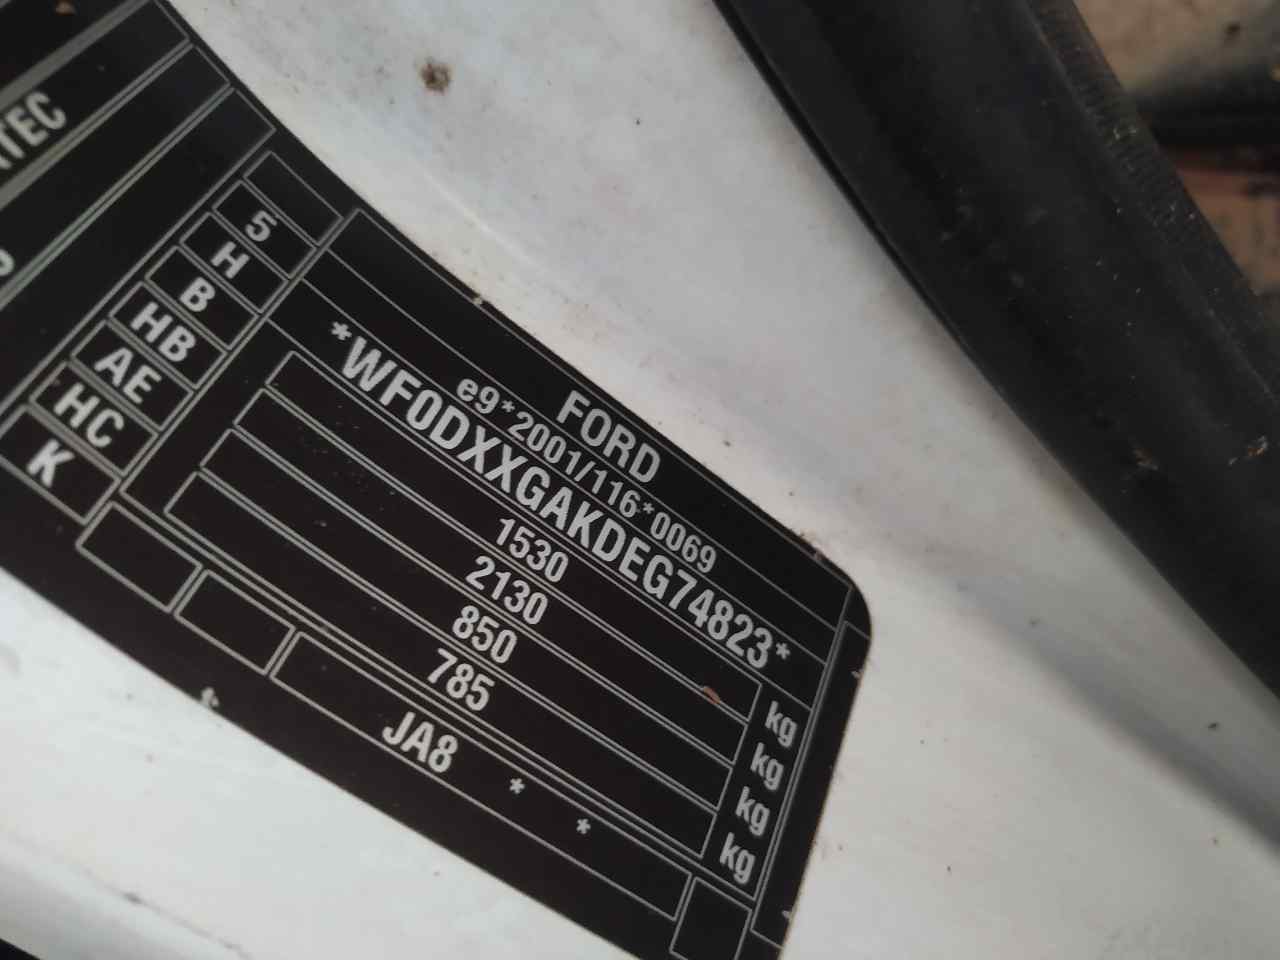 TEC
5
H
B
HB
AE
HC
K
FORD
e9*2001/116*0069
*WF0DXXGAKDEG74823*
1530 kg
2130 kg
850 kg
785 kg
JA8 * *